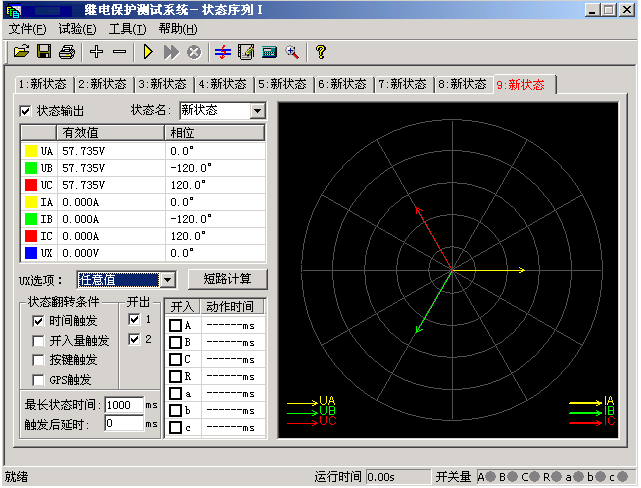 继电保护测试系统－状态序列 I
文件(F) 试验(E) 工具(T) 帮助(H)
1:新状态 2:新状态 3:新状态 4:新状态 5:新状态 6:新状态 7:新状态 8:新状态 9:新状态
状态输出 状态名: 新状态
有效值 相位
UA 57.735V 0.0°
UB 57.735V -120.0°
UC 57.735V 120.0°
IA 0.000A 0.0°
IB 0.000A -120.0°
IC 0.000A 120.0°
UX 0.000V 0.0°
UX选项： 任意值 短路计算
状态翻转条件 开出
时间触发 1
开入量触发 2
按键触发
GPS触发
最长状态时间: 1000 ms
触发后延时: 0 ms
开入 动作时间
A ------ms
B ------ms
C ------ms
R ------ms
a ------ms
b ------ms
c ------ms
UA
UB
UC
IA
IB
IC
就绪 运行时间 0.00s 开关量 A B C R a b c